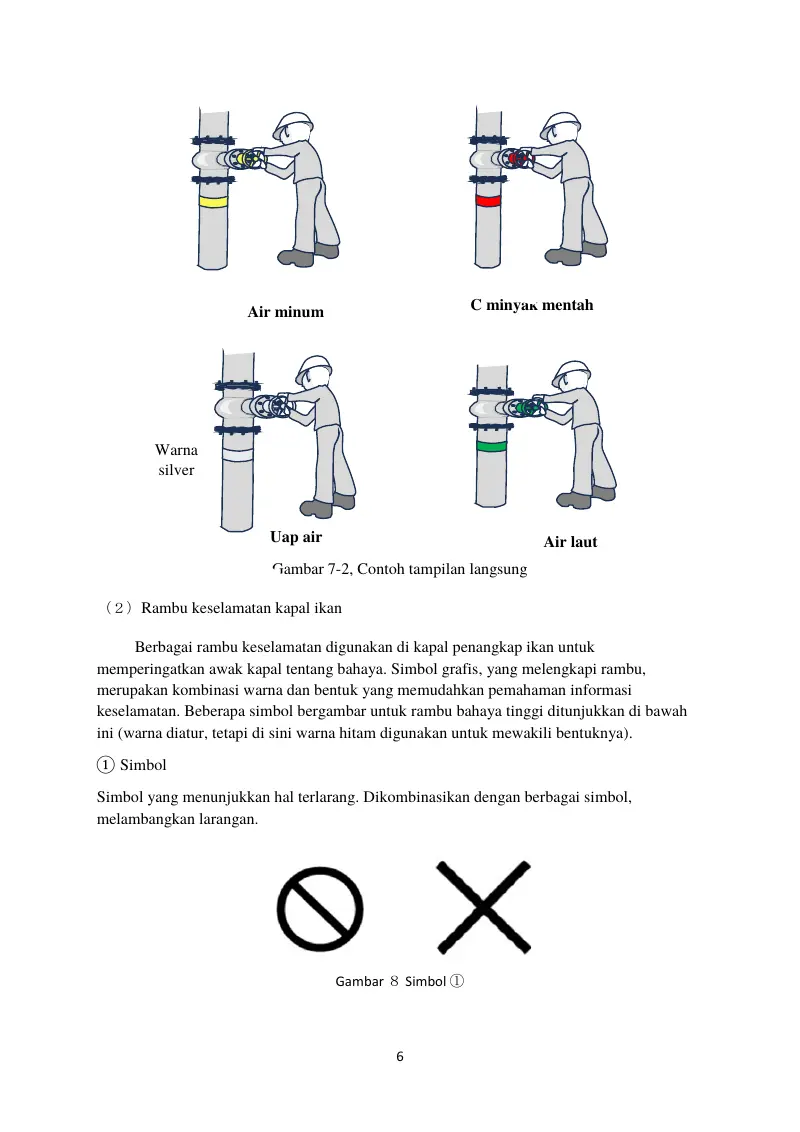 Air minum
C minyak mentah
Warna
silver
Uap air
Air laut
Gambar 7-2, Contoh tampilan langsung
（2）Rambu keselamatan kapal ikan
Berbagai rambu keselamatan digunakan di kapal penangkap ikan untuk
memperingatkan awak kapal tentang bahaya. Simbol grafis, yang melengkapi rambu,
merupakan kombinasi warna dan bentuk yang memudahkan pemahaman informasi
keselamatan. Beberapa simbol bergambar untuk rambu bahaya tinggi ditunjukkan di bawah
ini (warna diatur, tetapi di sini warna hitam digunakan untuk mewakili bentuknya).
① Simbol
Simbol yang menunjukkan hal terlarang. Dikombinasikan dengan berbagai simbol,
melambangkan larangan.
Gambar ８ Simbol ①
6